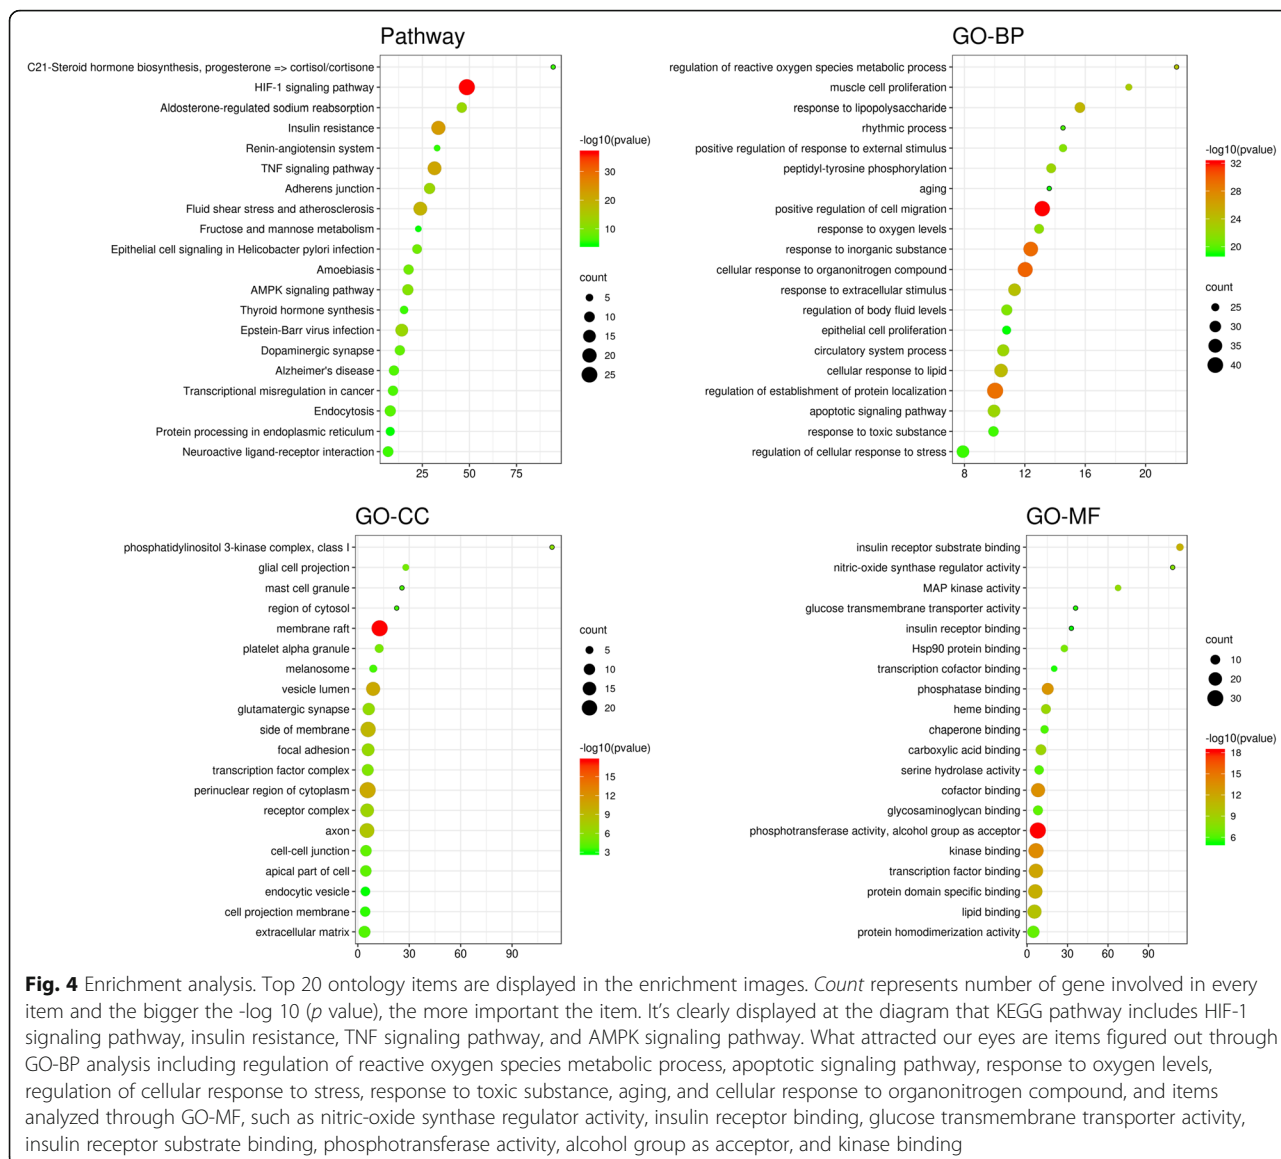 Pathway
C21-Steroid hormone biosynthesis, progesterone => cortisol/cortisone
HIF-1 signaling pathway
Aldosterone-regulated sodium reabsorption
Insulin resistance
Renin-angiotensin system
TNF signaling pathway
Adherens junction
Fluid shear stress and atherosclerosis
Fructose and mannose metabolism
Epithelial cell signaling in Helicobacter pylori infection
Amoebiasis
AMPK signaling pathway
Thyroid hormone synthesis
Epstein-Barr virus infection
Dopaminergic synapse
Alzheimer's disease
Transcriptional misregulation in cancer
Endocytosis
Protein processing in endoplasmic reticulum
Neuroactive ligand-receptor interaction
25 50 75
-log10(pvalue)
30
20
10
count
5
10
15
20
25
GO-BP
regulation of reactive oxygen species metabolic process
muscle cell proliferation
response to lipopolysaccharide
rhythmic process
positive regulation of response to external stimulus
peptidyl-tyrosine phosphorylation
aging
positive regulation of cell migration
response to oxygen levels
response to inorganic substance
cellular response to organonitrogen compound
response to extracellular stimulus
regulation of body fluid levels
epithelial cell proliferation
circulatory system process
cellular response to lipid
regulation of establishment of protein localization
apoptotic signaling pathway
response to toxic substance
regulation of cellular response to stress
8 12 16 20
-log10(pvalue)
32
28
24
20
count
25
30
35
40
GO-CC
phosphatidylinositol 3-kinase complex, class I
glial cell projection
mast cell granule
region of cytosol
membrane raft
platelet alpha granule
melanosome
vesicle lumen
glutamatergic synapse
side of membrane
focal adhesion
transcription factor complex
perinuclear region of cytoplasm
receptor complex
axon
cell-cell junction
apical part of cell
endocytic vesicle
cell projection membrane
extracellular matrix
0 30 60 90
count
5
10
15
20
-log10(pvalue)
15
12
9
6
3
GO-MF
insulin receptor substrate binding
nitric-oxide synthase regulator activity
MAP kinase activity
glucose transmembrane transporter activity
insulin receptor binding
Hsp90 protein binding
transcription cofactor binding
phosphatase binding
heme binding
chaperone binding
carboxylic acid binding
serine hydrolase activity
cofactor binding
glycosaminoglycan binding
phosphotransferase activity, alcohol group as acceptor
kinase binding
transcription factor binding
protein domain specific binding
lipid binding
protein homodimerization activity
0 30 60 90
count
10
20
30
-log10(pvalue)
18
15
12
9
6
Fig. 4 Enrichment analysis. Top 20 ontology items are displayed in the enrichment images. Count represents number of gene involved in every
item and the bigger the -log 10 (p value), the more important the item. It's clearly displayed at the diagram that KEGG pathway includes HIF-1
signaling pathway, insulin resistance, TNF signaling pathway, and AMPK signaling pathway. What attracted our eyes are items figured out through
GO-BP analysis including regulation of reactive oxygen species metabolic process, apoptotic signaling pathway, response to oxygen levels,
regulation of cellular response to stress, response to toxic substance, aging, and cellular response to organonitrogen compound, and items
analyzed through GO-MF, such as nitric-oxide synthase regulator activity, insulin receptor binding, glucose transmembrane transporter activity,
insulin receptor substrate binding, phosphotransferase activity, alcohol group as acceptor, and kinase binding